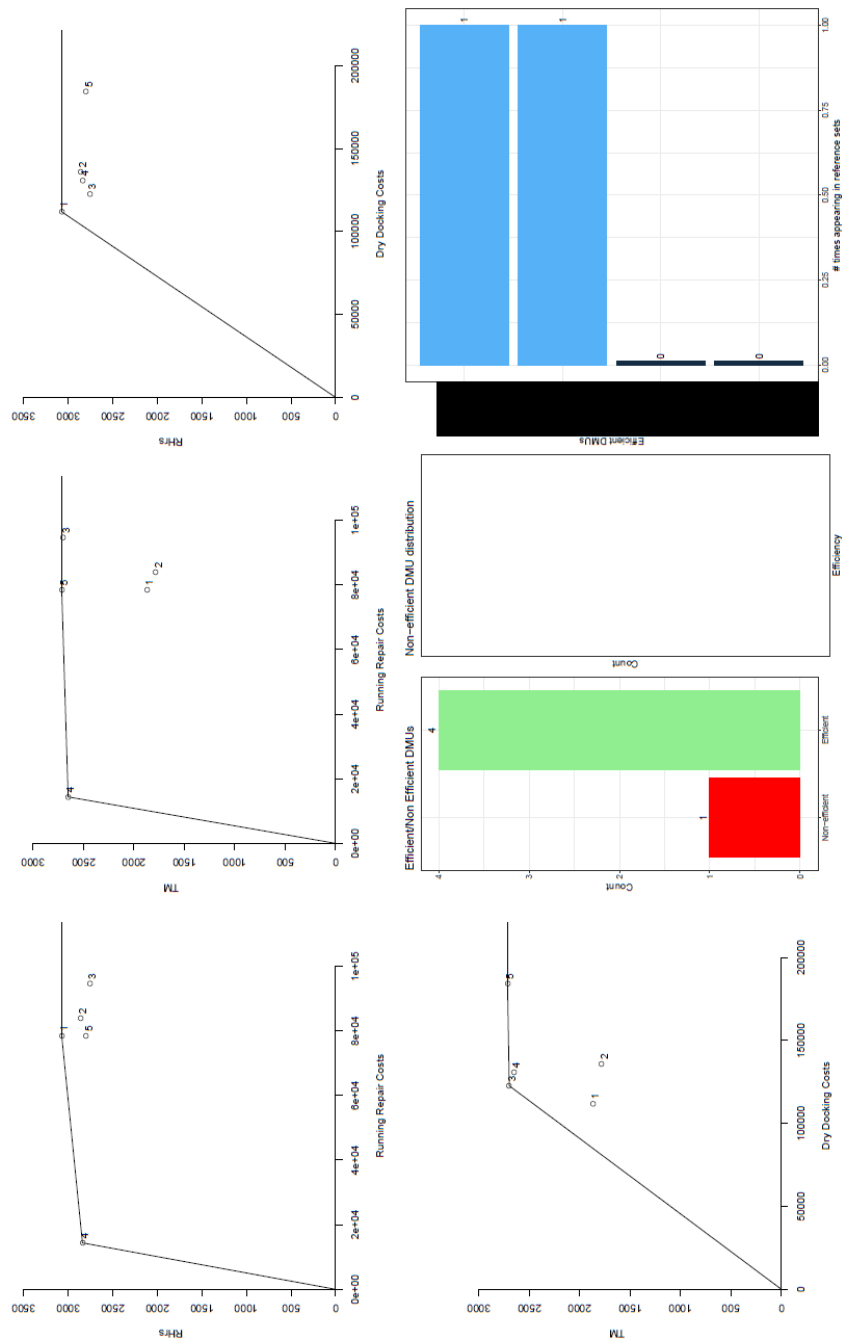 RHrs
3500
3000
2500
2000
1500
1000
500
0
4
1
2
5
3
0e+00
2e+04
4e+04
6e+04
8e+04
1e+05
Running Repair Costs
TM
3000
2500
2000
1500
1000
500
0
4
5
3
1
2
0e+00
2e+04
4e+04
6e+04
8e+04
1e+05
Running Repair Costs
RHrs
3500
3000
2500
2000
1500
1000
500
0
1
2
4
3
5
0
50000
100000
150000
200000
Dry Docking Costs
TM
3000
2500
2000
1500
1000
500
0
3
4
5
1
2
0
50000
100000
150000
200000
Dry Docking Costs
Efficient/Non Efficient DMUs
Count
4
3
2
1
0
1
4
Non-efficient
Efficient
Non-efficient DMU distribution
Count
Efficiency
Efficient DMUs
1
1
0
0
0.00
0.25
0.50
0.75
1.00
# times appearing in reference sets